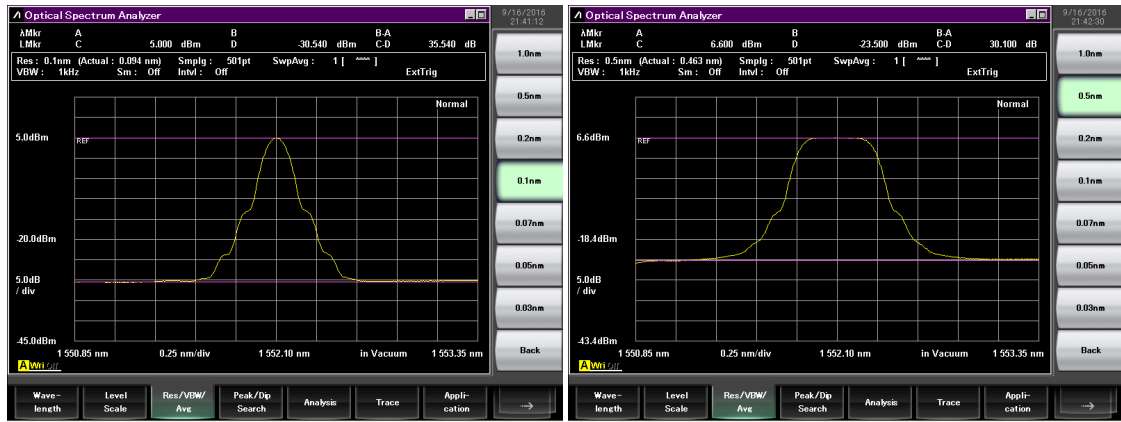 Optical Spectrum Analyzer
9/16/2016
21:41:12
λMkr A B B-A
LMkr C 5.000 dBm D -30.540 dBm C-D 35.540 dB
Res : 0.1nm (Actual : 0.094 nm) Smplg : 501pt SwpAvg : 1 [ ]
VBW : 1kHz Sm : Off Intvl : Off ExtTrig
Normal
5.0dBm
REF
-20.0dBm
5.0dB
/ div
-45.0dBm
1 550.85 nm 0.25 nm/div 1 552.10 nm in Vacuum 1 553.35 nm
A Wri Off
1.0nm
0.5nm
0.2nm
0.1nm
0.07nm
0.05nm
0.03nm
Back
Wave-
length
Level
Scale
Res/VBW/
Avg
Peak/Dip
Search
Analysis
Trace
Appli-
cation
→
Optical Spectrum Analyzer
9/16/2016
21:42:30
λMkr A B B-A
LMkr C 6.600 dBm D -23.500 dBm C-D 30.100 dB
Res : 0.5nm (Actual : 0.463 nm) Smplg : 501pt SwpAvg : 1 [ ]
VBW : 1kHz Sm : Off Intvl : Off ExtTrig
Normal
6.6dBm
REF
-18.4dBm
5.0dB
/ div
-43.4dBm
1 550.85 nm 0.25 nm/div 1 552.10 nm in Vacuum 1 553.35 nm
A Wri Off
1.0nm
0.5nm
0.2nm
0.1nm
0.07nm
0.05nm
0.03nm
Back
Wave-
length
Level
Scale
Res/VBW/
Avg
Peak/Dip
Search
Analysis
Trace
Appli-
cation
→